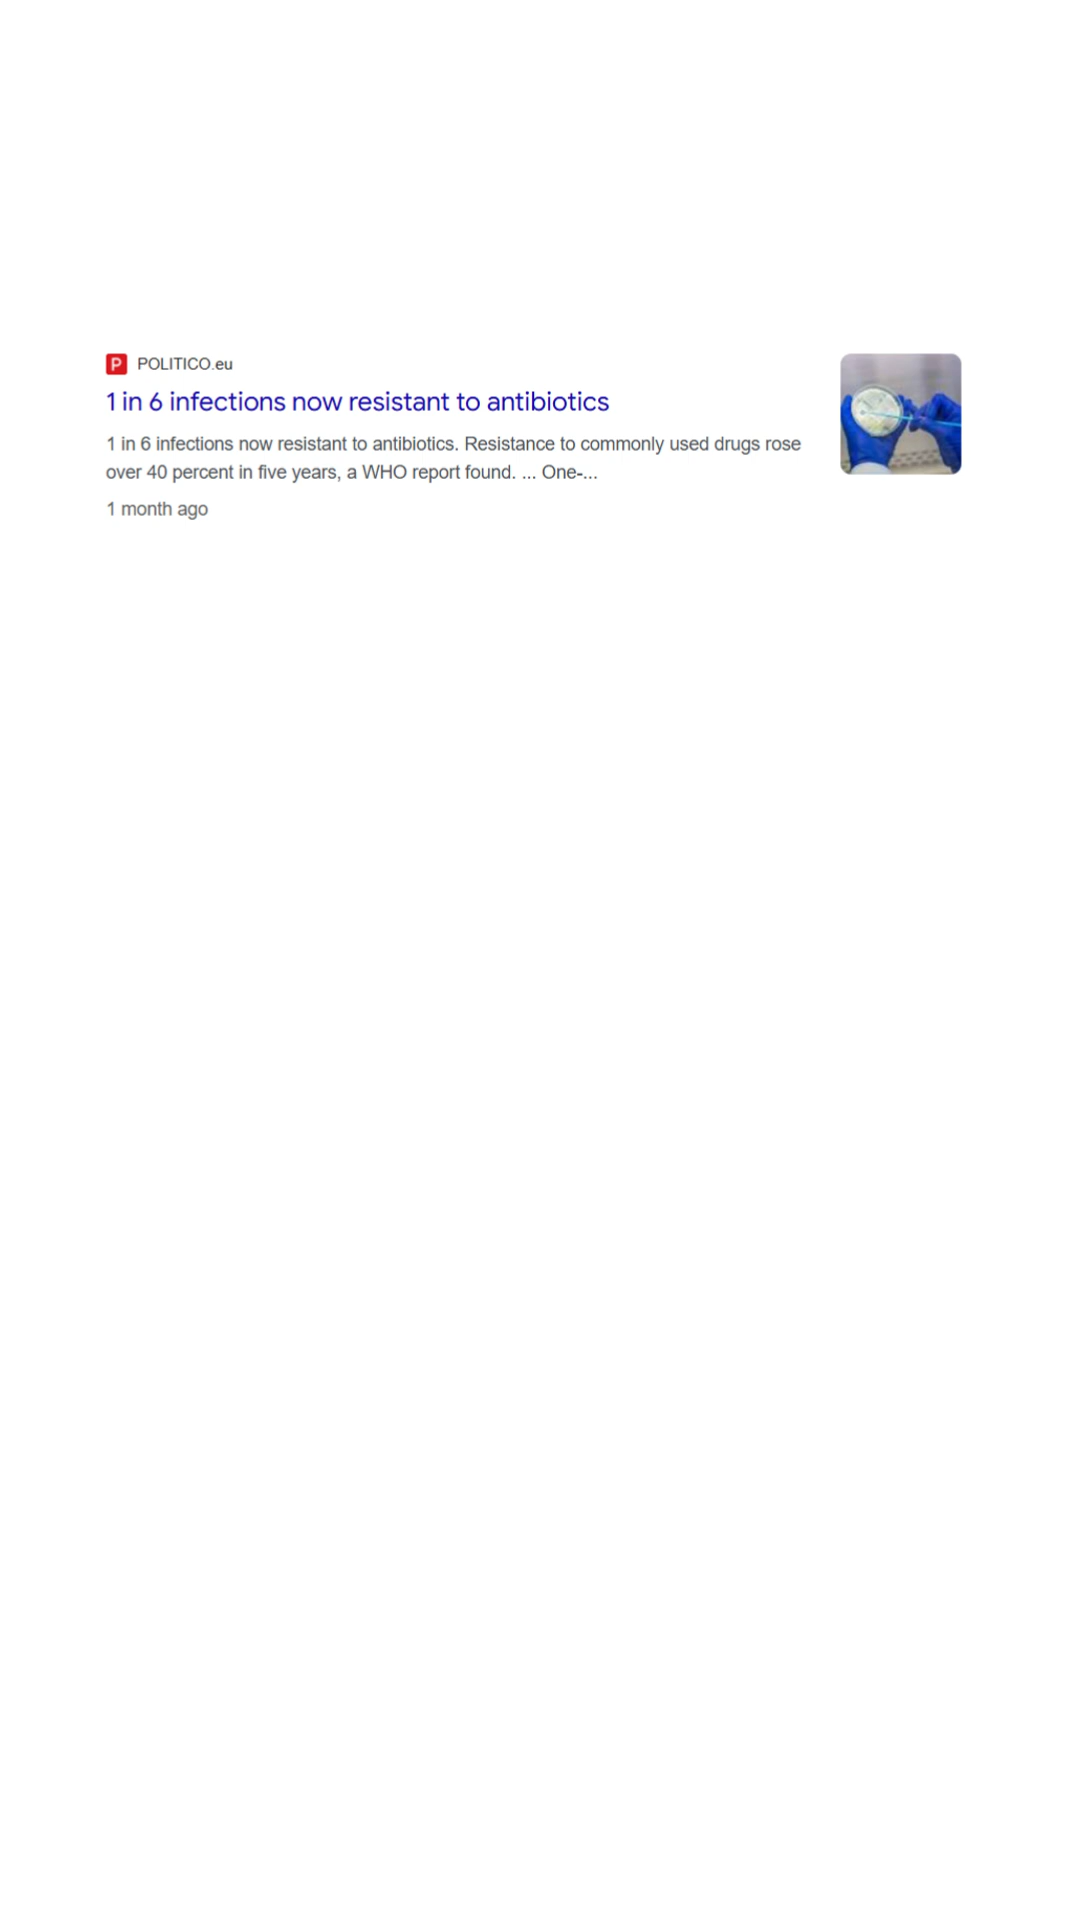 POLITICO.eu
1 in 6 infections now resistant to antibiotics
1 in 6 infections now resistant to antibiotics. Resistance to commonly used drugs rose
over 40 percent in five years, a WHO report found. ... One-...
1 month ago